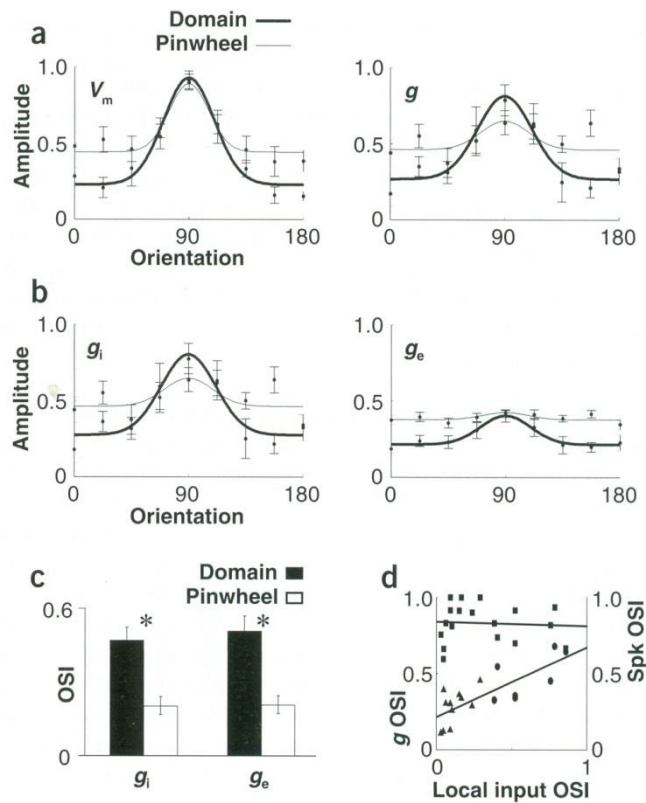 Domain
Pinwheel
a
1.0
0.5
0
Amplitude
Vm
0 90 180
Orientation
1.0
0.5
0
g
0 90 180
b
1.0
0.5
0
Amplitude
gi
0 90 180
Orientation
1.0
0.5
0
ge
0 90 180
c
Domain
Pinwheel
0.6
0
OSI
*
*
gi ge
d
1.0
0.5
0
g OSI
1.0
0.5
0
Spk OSI
0 1
Local input OSI